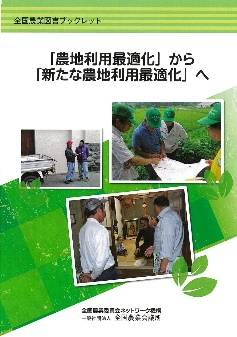 全国農業図書ブックレット
「農地利用最適化」から
「新たな農地利用最適化」へ
全国農業委員会ネットワーク機構
一般社団法人 全国農業会議所